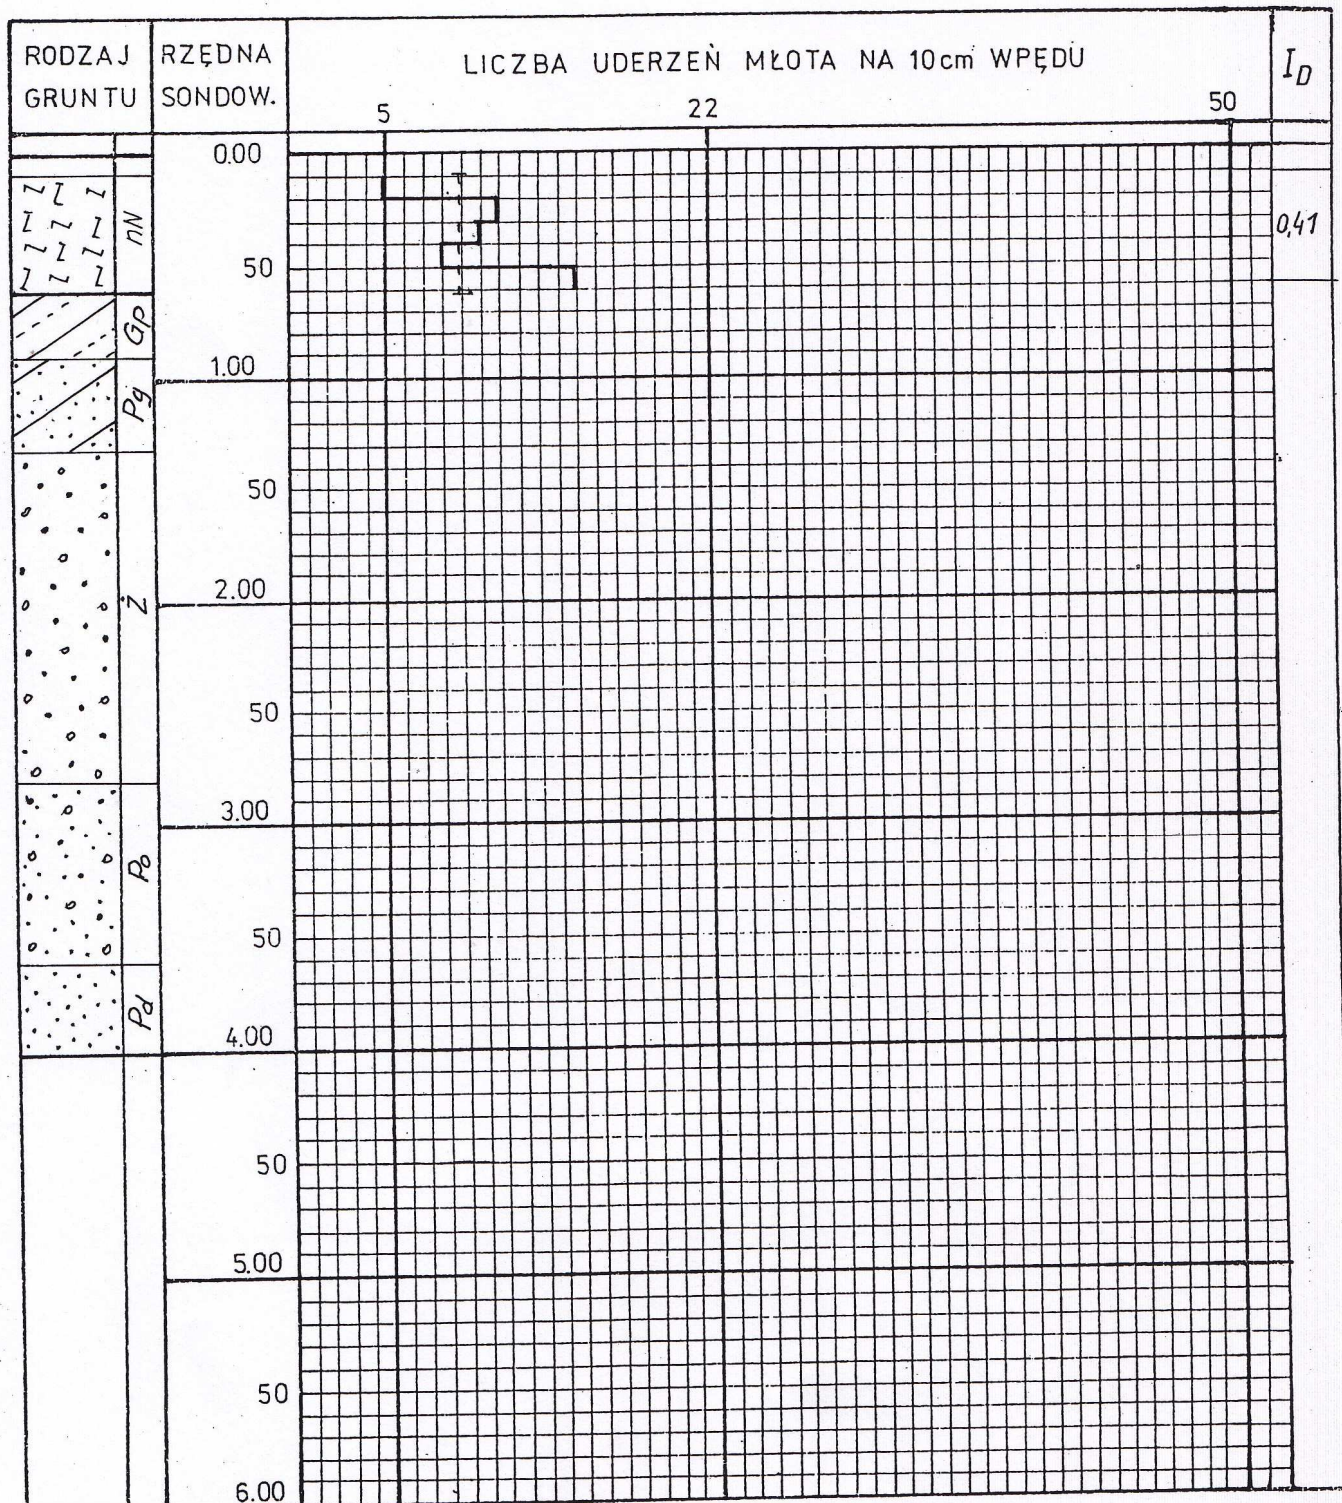 RODZAJ GRUNTU
RZĘDNA SONDOW.
LICZBA UDERZEŃ MŁOTA NA 10cm WPĘDU
I_D
5 22 50
0.00
nN
0,41
50
Gp
1.00
Pg
50
Ż
2.00
50
3.00
Po
50
Pd
4.00
50
5.00
50
6.00